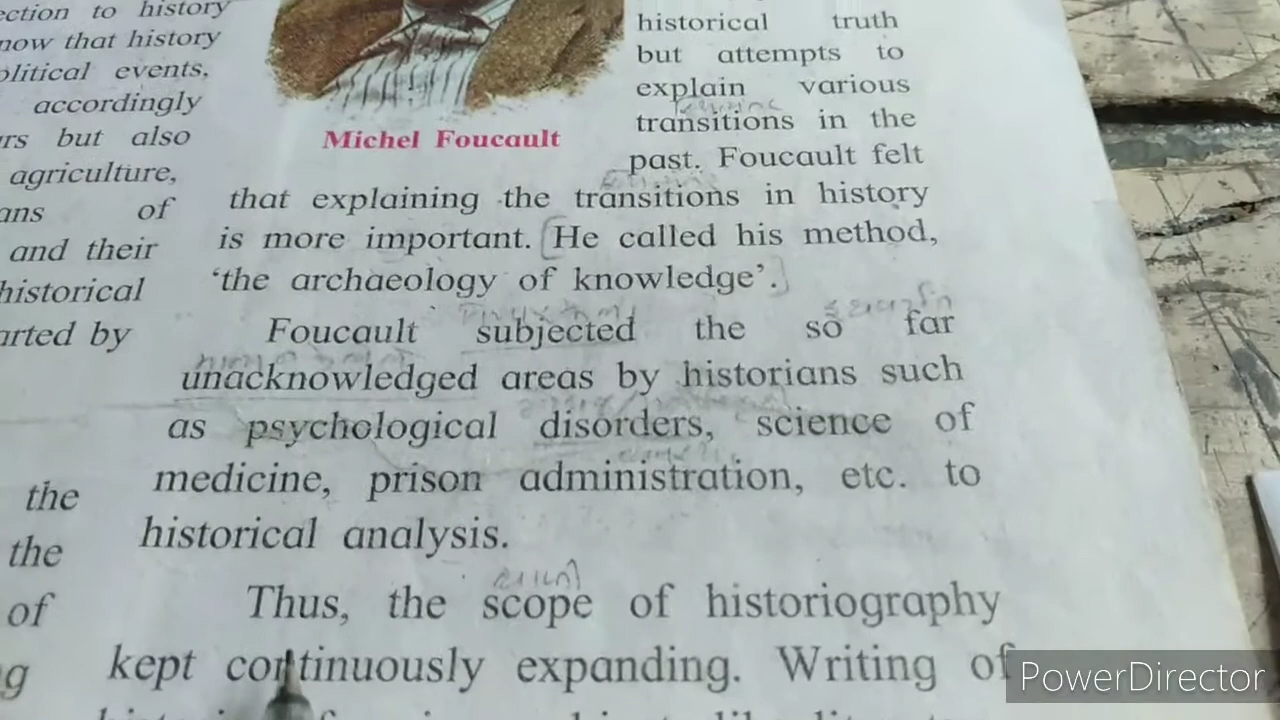 ection to history
now that history
olitical events,
accordingly
rs but also
agriculture,
ans of
and their
historical
arted by
the
the
of
g
Michel Foucault
historical truth
but attempts to
explain various
transitions in the
past. Foucault felt
that explaining the transitions in history
is more important. He called his method,
‘the archaeology of knowledge’.
Foucault subjected the so far
unacknowledged areas by historians such
as psychological disorders, science of
medicine, prison administration, etc. to
historical analysis.
Thus, the scope of historiography
kept continuously expanding. Writing of
PowerDirector